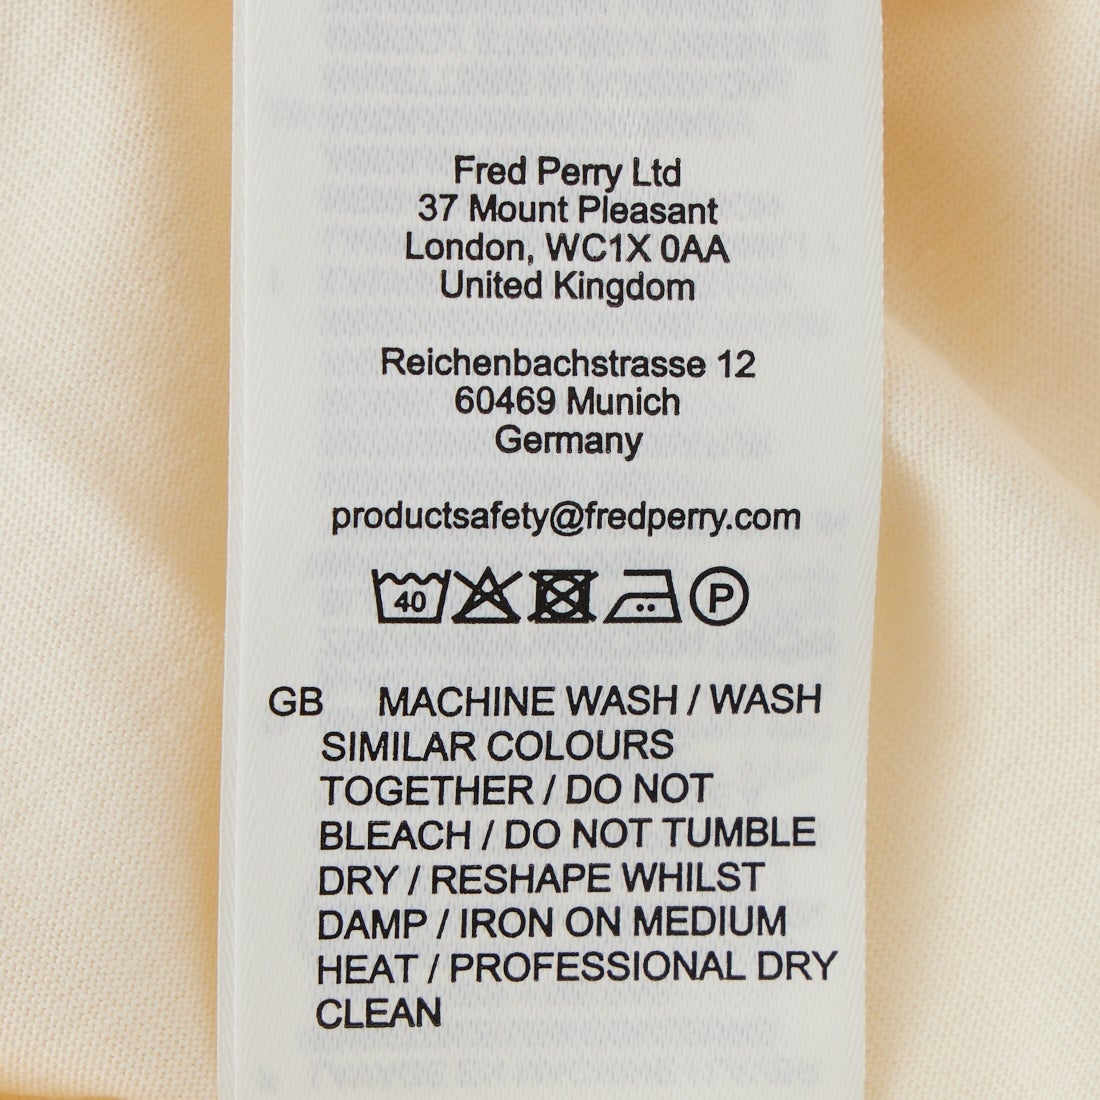 Fred Perry Ltd
37 Mount Pleasant
London, WC1X 0AA
United Kingdom
Reichenbachstrasse 12
60469 Munich
Germany
productsafety@fredperry.com
40 P
GB MACHINE WASH / WASH
SIMILAR COLOURS
TOGETHER / DO NOT
BLEACH / DO NOT TUMBLE
DRY / RESHAPE WHILST
DAMP / IRON ON MEDIUM
HEAT / PROFESSIONAL DRY
CLEAN